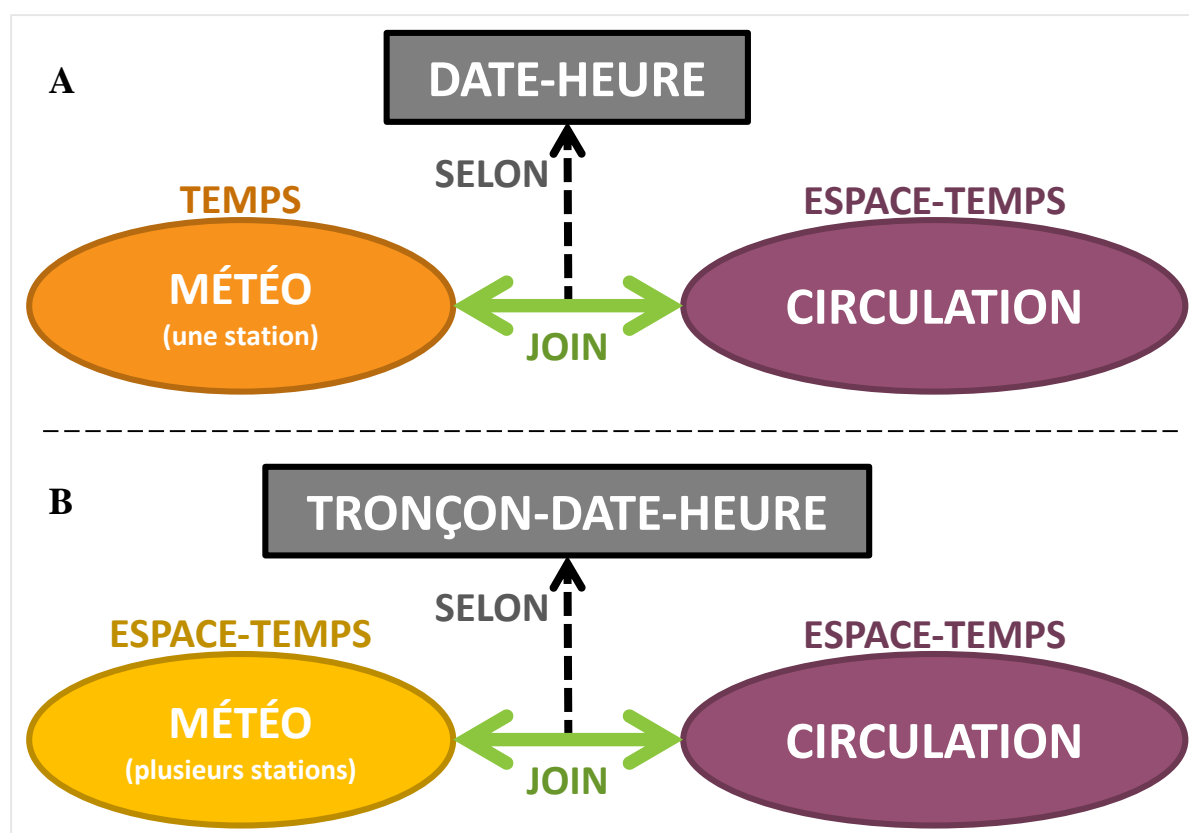 A
DATE-HEURE
SELON
TEMPS
ESPACE-TEMPS
MÉTÉO
(une station)
CIRCULATION
JOIN
B
TRONÇON-DATE-HEURE
SELON
ESPACE-TEMPS
ESPACE-TEMPS
MÉTÉO
(plusieurs stations)
CIRCULATION
JOIN